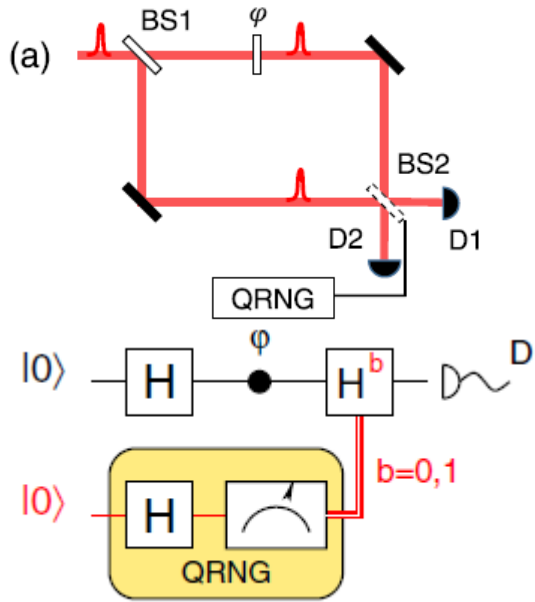 (a)
BS1
φ
BS2
D2
D1
QRNG
|0⟩ H φ H^b D
b=0,1
|0⟩ H
QRNG